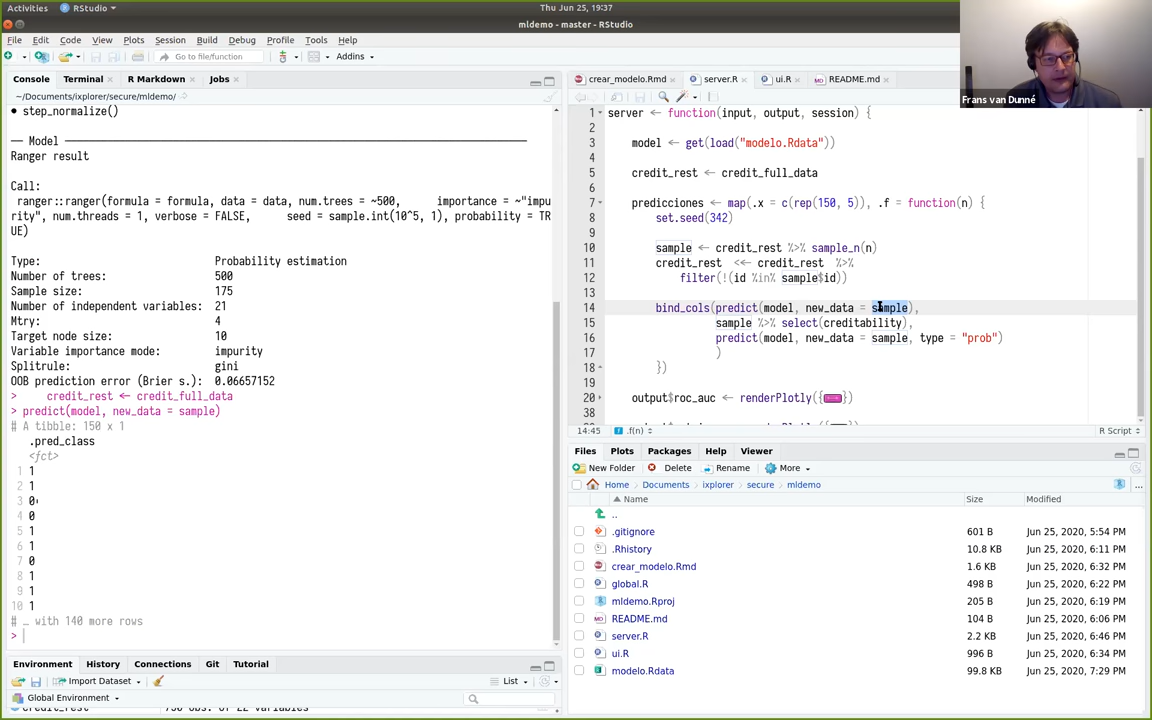 Activities RStudio Thu Jun 25, 19:37
mldemo - master - RStudio
File Edit Code View Plots Session Build Debug Profile Tools Help
Go to file/function Addins
Console Terminal R Markdown Jobs
~/Documents/ixplorer/secure/mldemo/
● step_normalize()
── Model ──────────
Ranger result
Call:
ranger::ranger(formula = formula, data = data, num.trees = ~500, importance = ~"impu
rity", num.threads = 1, verbose = FALSE, seed = sample.int(10^5, 1), probability = TR
UE)
Type: Probability estimation
Number of trees: 500
Sample size: 175
Number of independent variables: 21
Mtry: 4
Target node size: 10
Variable importance mode: impurity
Splitrule: gini
OOB prediction error (Brier s.): 0.06657152
> credit_rest <- credit_full_data
> predict(model, new_data = sample)
# A tibble: 150 x 1
.pred_class
<fct>
1 1
2 1
3 0
4 0
5 1
6 1
7 0
8 1
9 1
10 1
# … with 140 more rows
>
Environment History Connections Git Tutorial
Import Dataset List
Global Environment
credit_rest 750 obs. of 22 variables
crear_modelo.Rmd server.R ui.R README.md
1 server <- function(input, output, session) {
2
3 model <- get(load("modelo.Rdata"))
4
5 credit_rest <- credit_full_data
6
7 predicciones <- map(.x = c(rep(150, 5)), .f = function(n) {
8 set.seed(342)
9
10 sample <- credit_rest %>% sample_n(n)
11 credit_rest <<- credit_rest %>%
12 filter(!(id %in% sample$id))
13
14 bind_cols(predict(model, new_data = sample),
15 sample %>% select(creditability),
16 predict(model, new_data = sample, type = "prob")
17 )
18 })
19
20 output$roc_auc <- renderPlotly({ })
38
14:45 .f(n) R Script
Files Plots Packages Help Viewer
New Folder Delete Rename More
Home Documents ixplorer secure mldemo
Name Size Modified
..
.gitignore 601 B Jun 25, 2020, 5:54 PM
.Rhistory 10.8 KB Jun 25, 2020, 6:11 PM
crear_modelo.Rmd 1.6 KB Jun 25, 2020, 6:32 PM
global.R 498 B Jun 25, 2020, 6:22 PM
mldemo.Rproj 205 B Jun 25, 2020, 6:19 PM
README.md 104 B Jun 25, 2020, 6:06 PM
server.R 2.2 KB Jun 25, 2020, 6:46 PM
ui.R 996 B Jun 25, 2020, 6:34 PM
modelo.Rdata 99.8 KB Jun 25, 2020, 7:29 PM
Frans van Dunné